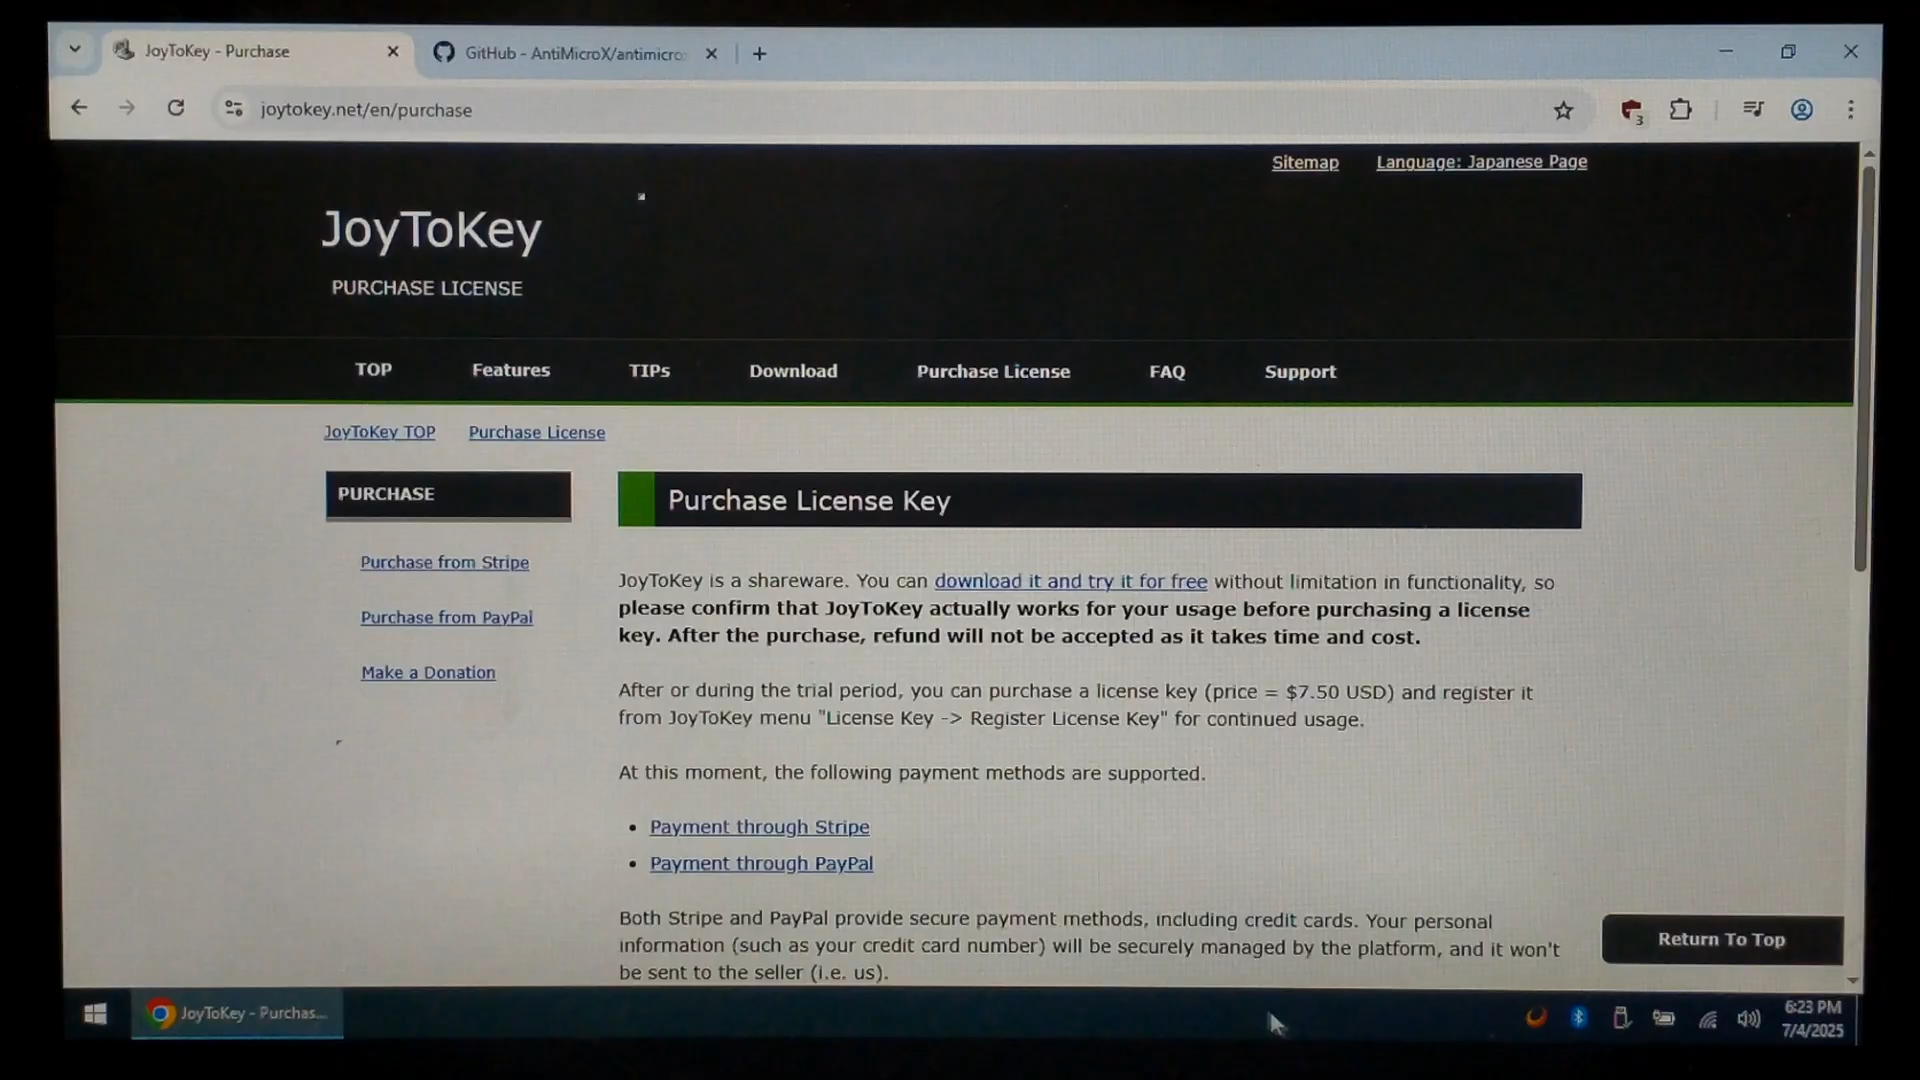 JoyToKey - Purchase
GitHub - AntiMicroX/antimicro
joytokey.net/en/purchase
3
Sitemap
Language: Japanese Page
JoyToKey
PURCHASE LICENSE
TOP
Features
TIPs
Download
Purchase License
FAQ
Support
JoyToKey TOP
Purchase License
PURCHASE
Purchase from Stripe
Purchase from PayPal
Make a Donation
Purchase License Key
JoyToKey is a shareware. You can download it and try it for free without limitation in functionality, so
please confirm that JoyToKey actually works for your usage before purchasing a license
key. After the purchase, refund will not be accepted as it takes time and cost.
After or during the trial period, you can purchase a license key (price = $7.50 USD) and register it
from JoyToKey menu "License Key -> Register License Key" for continued usage.
At this moment, the following payment methods are supported.
• Payment through Stripe
• Payment through PayPal
Both Stripe and PayPal provide secure payment methods, including credit cards. Your personal
information (such as your credit card number) will be securely managed by the platform, and it won't
be sent to the seller (i.e. us).
Return To Top
JoyToKey - Purchas...
6:23 PM
7/4/2025